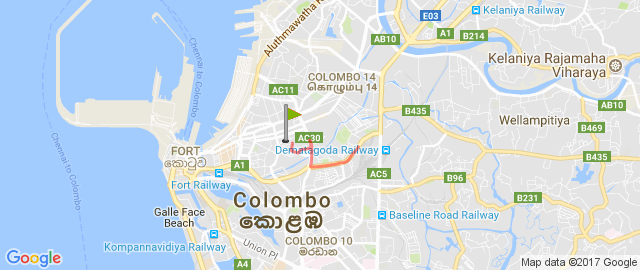 Aluthmawatha Rd
Kelaniya Railway
E03
AB10
B214
Kelaniya Rajamaha
Viharaya
Chennai to Colombo
COLOMBO 14
கொழும்பு 14
AC11
AB10
B435
Wellampitiya
B469
AC30
Dematagoda Railway
B435
FORT
කොටුව
A1
AC5
B96
Fort Railway
A1
B231
Colombo
කොළඹ
Galle Face
Beach
Baseline Road Railway
Chennai to Colombo
Kompannavidiya Railway
Union Pl
COLOMBO 10
මරදාන
A4
Google
Map data ©2017 Google